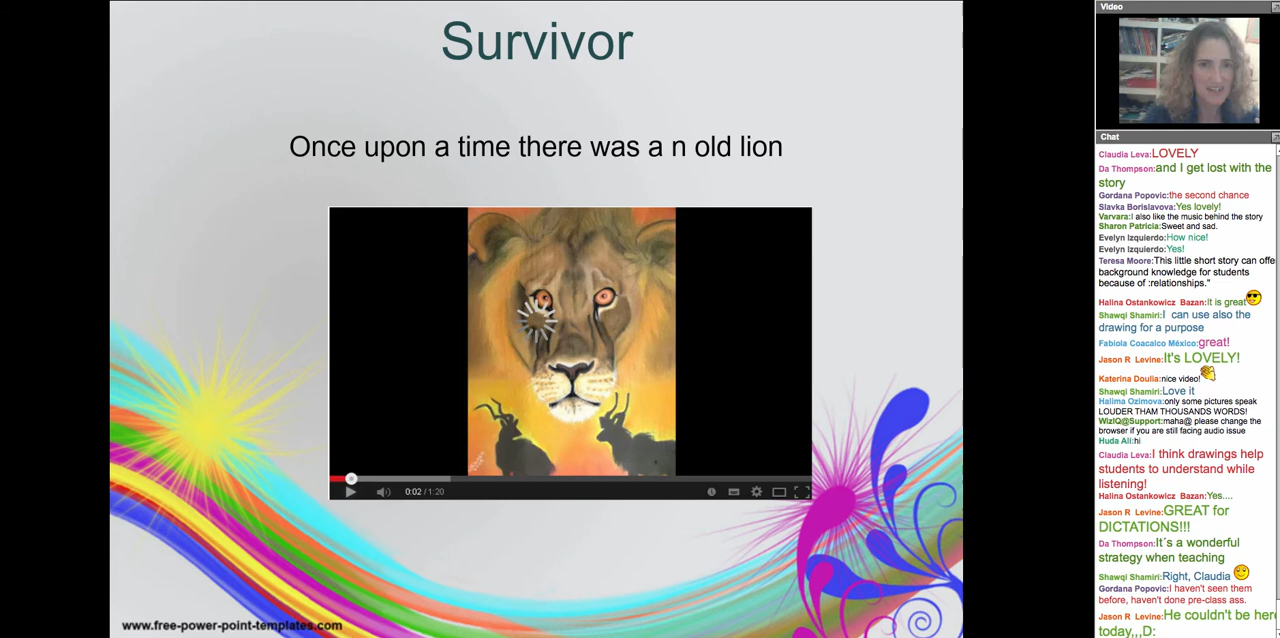 Survivor
Once upon a time there was a n old lion
0:02 / 1:20
www.free-power-point-templates.com
Video
Chat
Claudia Leva:LOVELY
Da Thompson:and I get lost with the
story
Gordana Popovic:the second chance
Slavka Borislavova:Yes lovely!
Varvara:I also like the music behind the story
Sharon Patricia:Sweet and sad.
Evelyn Izquierdo:How nice!
Evelyn Izquierdo:Yes!
Teresa Moore:This little short story can offe
background knowledge for students
because of :relationships."
Halina Ostankowicz Bazan:It is great
Shawqi Shamiri:I can use also the
drawing for a purpose
Fabiola Coacalco México:great!
Jason R Levine:It's LOVELY!
Katerina Doulia:nice video!
Shawqi Shamiri:Love it
Halima Ozimova:only some pictures speak
LOUDER THAM THOUSANDS WORDS!
WizIQ@Support:maha@ please change the
browser if you are still facing audio issue
Huda Ali:hi
Claudia Leva:I think drawings help
students to understand while
listening!
Halina Ostankowicz Bazan:Yes....
Jason R Levine:GREAT for
DICTATIONS!!!
Da Thompson:It´s a wonderful
strategy when teaching
Shawqi Shamiri:Right, Claudia
Gordana Popovic:I haven't seen them
before, haven't done pre-class ass.
Jason R Levine:He couldn't be here
today,,,D: